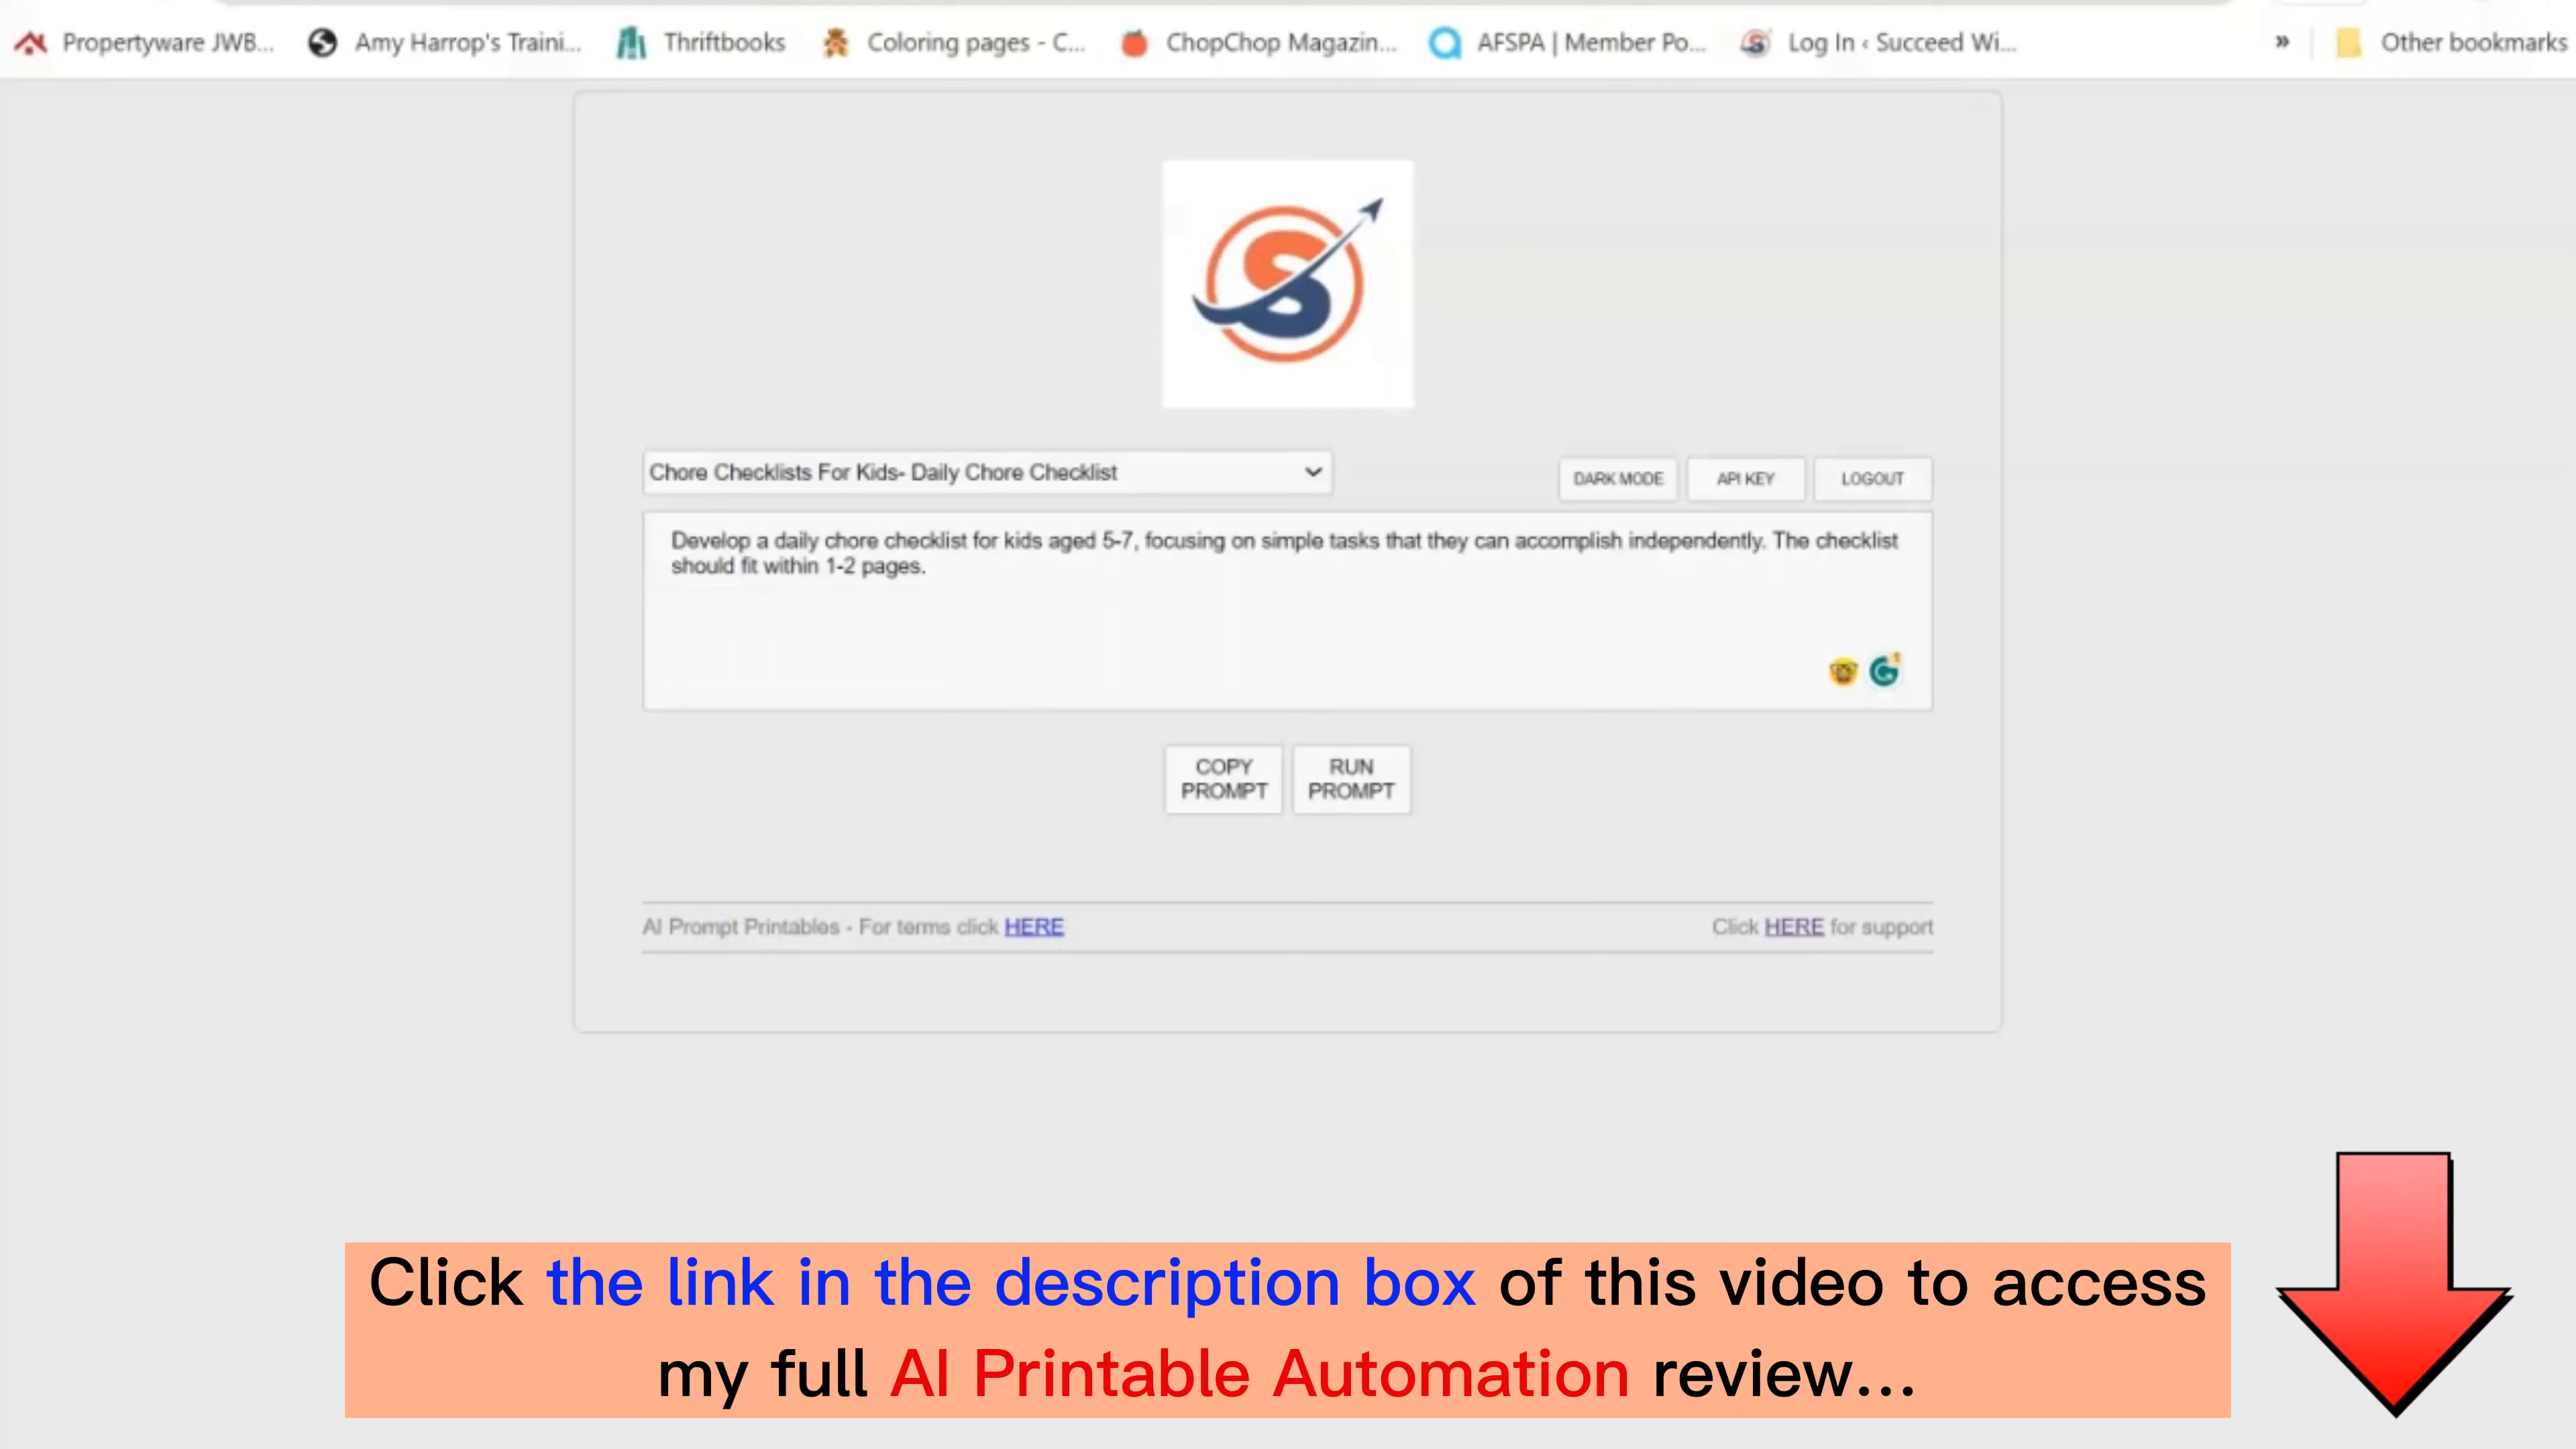 Propertyware JWB... Amy Harrop's Traini... Thriftbooks Coloring pages - C... ChopChop Magazin... AFSPA | Member Po... Log In ‹ Succeed Wi... » Other bookmarks
Chore Checklists For Kids- Daily Chore Checklist
DARK MODE API KEY LOGOUT
Develop a daily chore checklist for kids aged 5-7, focusing on simple tasks that they can accomplish independently. The checklist
should fit within 1-2 pages.
COPY
PROMPT
RUN
PROMPT
AI Prompt Printables - For terms click HERE
Click HERE for support
Click the link in the description box of this video to access
my full AI Printable Automation review...